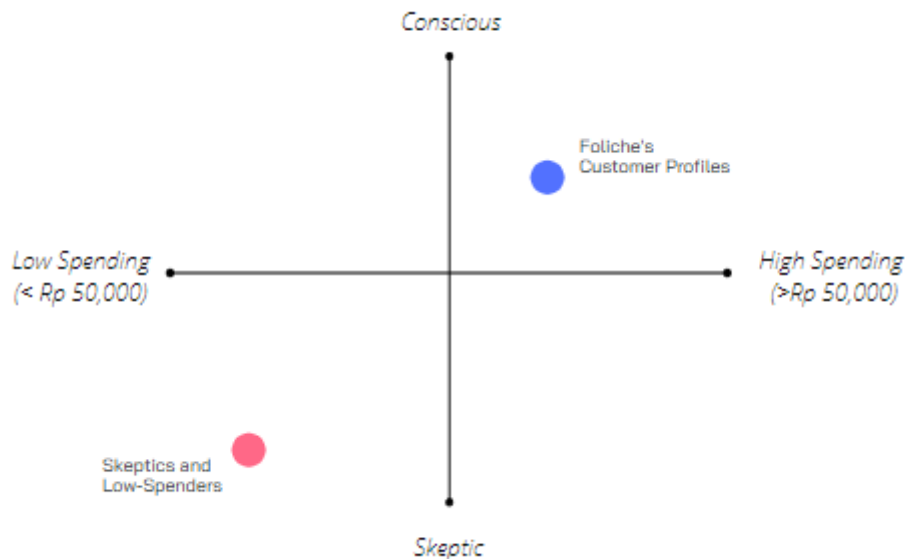 Conscious
Foliche's
Customer Profiles
Low Spending
(< Rp 50,000)
High Spending
(>Rp 50,000)
Skeptics and
Low-Spenders
Skeptic